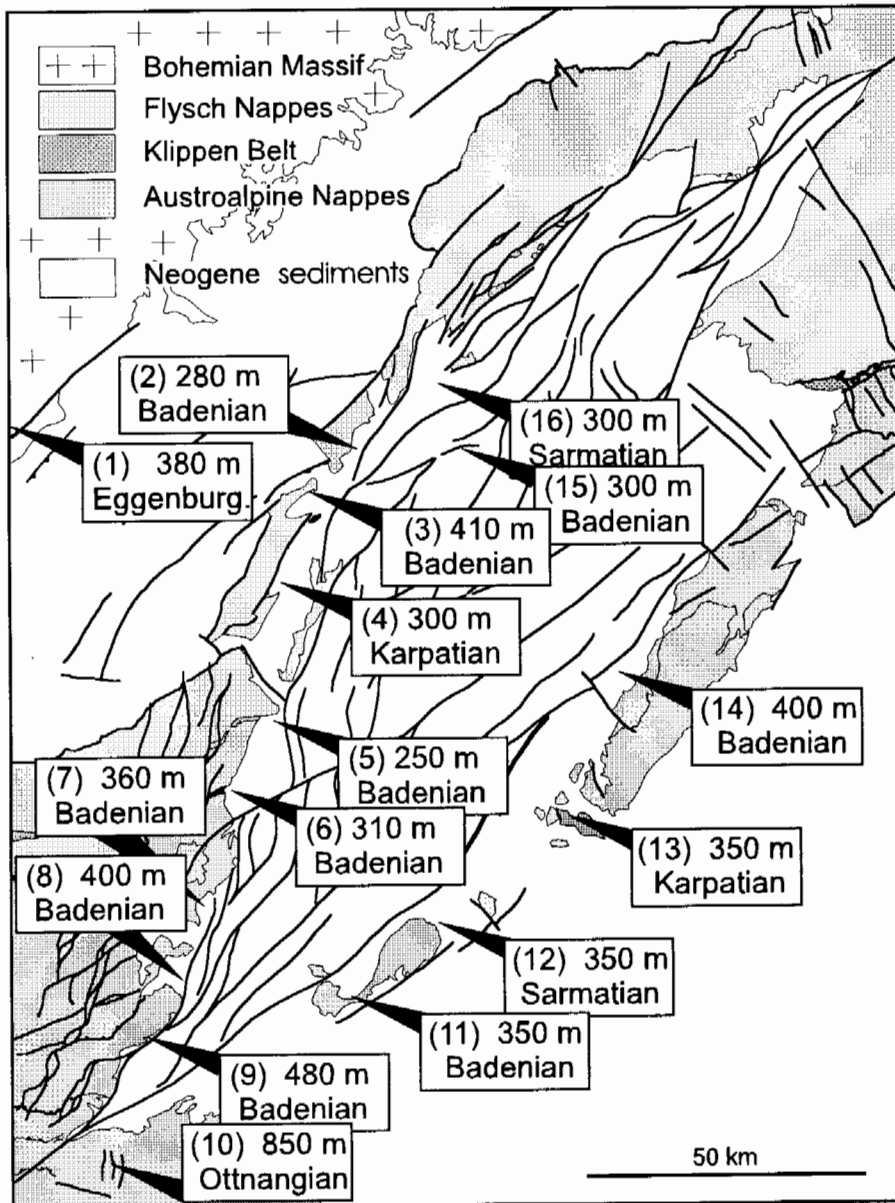 Bohemian Massif
Flysch Nappes
Klippen Belt
Austroalpine Nappes
Neogene sediments
(2) 280 m
Badenian
(1) 380 m
Eggenburg.
(16) 300 m
Sarmatian
(15) 300 m
Badenian
(3) 410 m
Badenian
(4) 300 m
Karpatian
(14) 400 m
Badenian
(5) 250 m
Badenian
(7) 360 m
Badenian
(6) 310 m
Badenian
(13) 350 m
Karpatian
(8) 400 m
Badenian
(12) 350 m
Sarmatian
(11) 350 m
Badenian
(9) 480 m
Badenian
(10) 850 m
Ottnangian
50 km